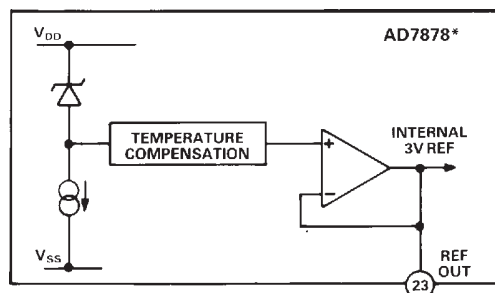 V_DD
AD7878*
TEMPERATURE
COMPENSATION
+
−
INTERNAL
3V REF
V_SS
REF
OUT
23